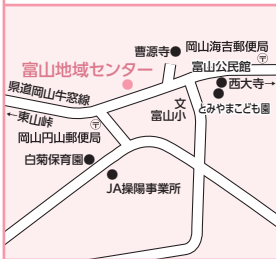 岡山海吉郵便局
〒
曹源寺
富山公民館
富山地域センター
西大寺
→
県道岡山牛窓線
とみやまこども園
文
富山小
←東山峠
〒
岡山円山郵便局
白菊保育園
JA操陽事業所